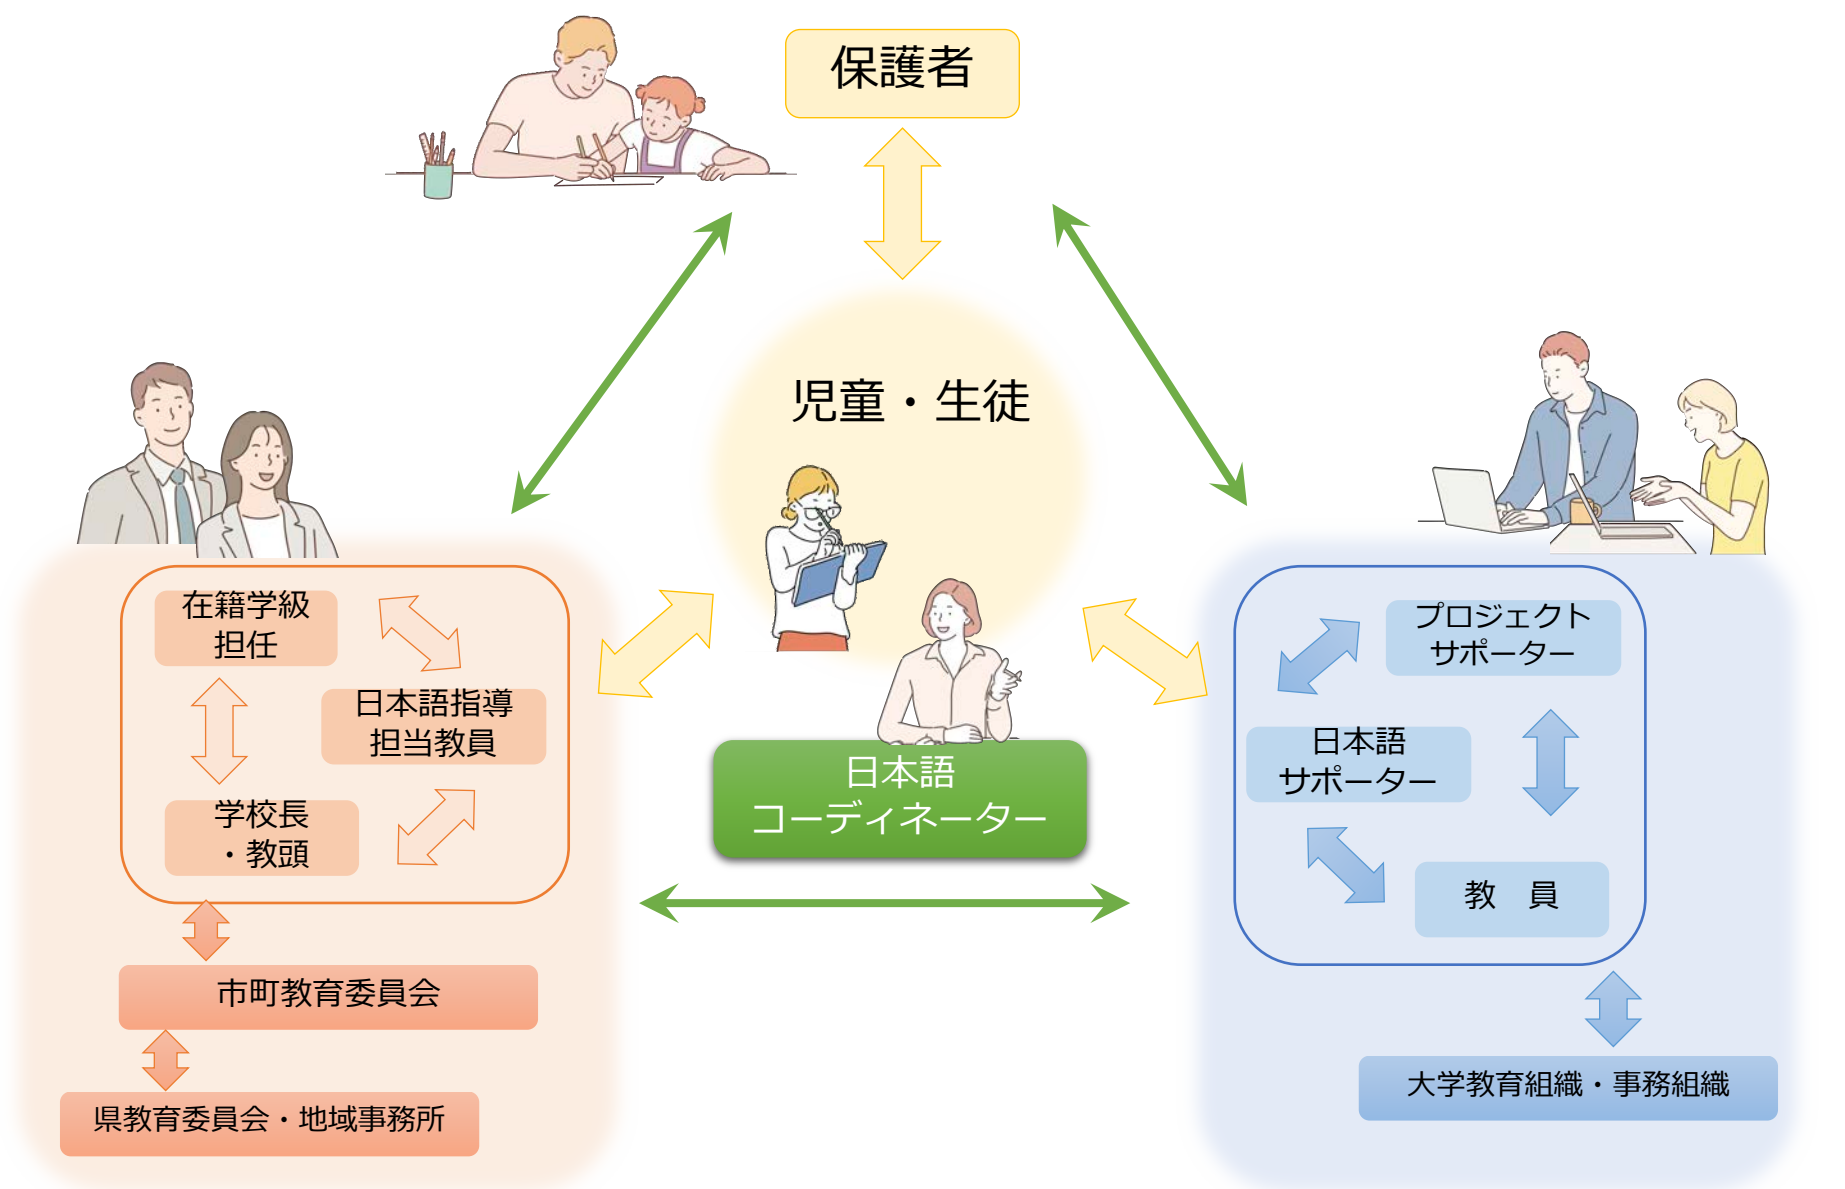 保護者
児童・生徒
在籍学級
担任
日本語指導
担当教員
学校長
・教頭
市町教育委員会
県教育委員会・地域事務所
日本語
コーディネーター
プロジェクト
サポーター
日本語
サポーター
教　員
大学教育組織・事務組織